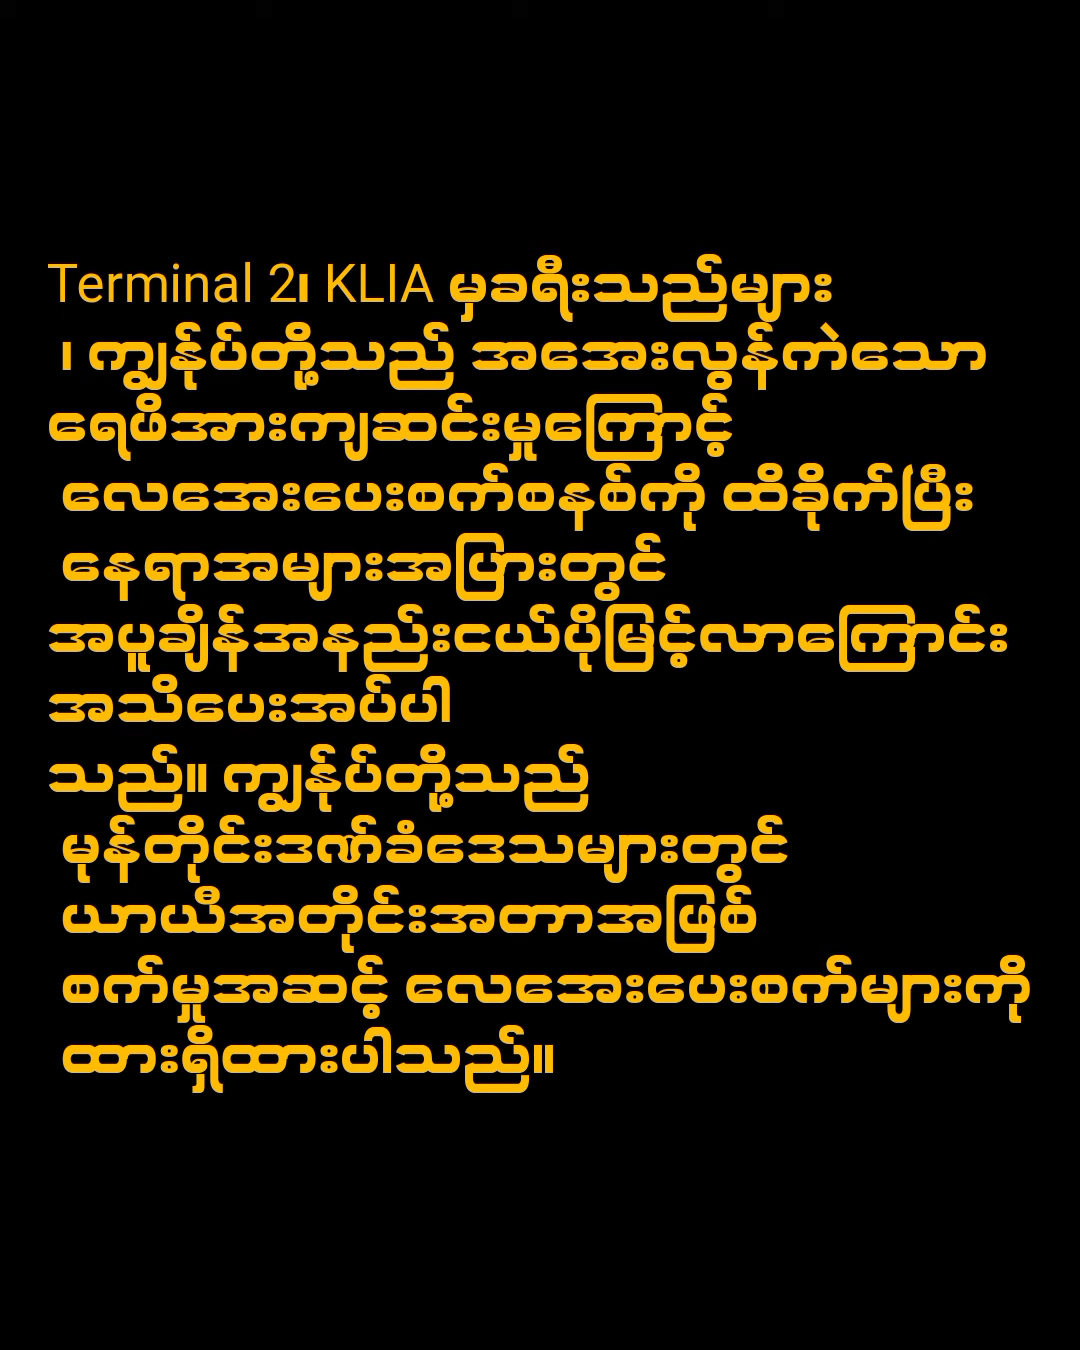 Terminal 2၊ KLIA မှခရီးသည်များ
၊ ကျွန်ုပ်တို့သည် အအေးလွန်ကဲသော
ရေဖိအားကျဆင်းမှုကြောင့်
လေအေးပေးစက်စနစ်ကို ထိခိုက်ပြီး
နေရာအများအပြားတွင်
အပူချိန်အနည်းငယ်ပိုမြင့်လာကြောင်း
အသိပေးအပ်ပါ
သည်။ ကျွန်ုပ်တို့သည်
မုန်တိုင်းဒဏ်ခံဒေသများတွင်
ယာယီအတိုင်းအတာအဖြစ်
စက်မှုအဆင့် လေအေးပေးစက်များကို
ထားရှိထားပါသည်။